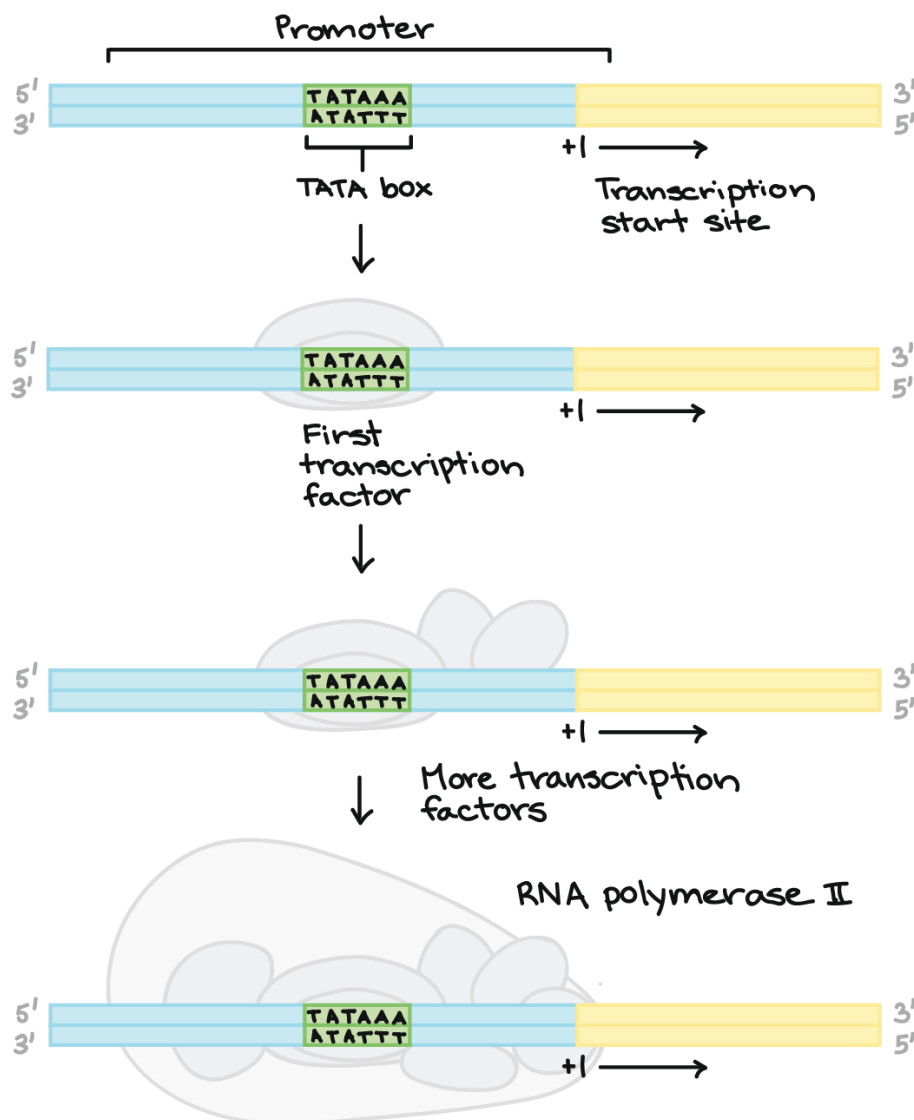 Promoter
5' TATAAA 3'
3' ATATTT 5'
+1
TATA box
Transcription
start site
5' TATAAA 3'
3' ATATTT 5'
+1
First
transcription
factor
5' TATAAA 3'
3' ATATTT 5'
+1
More transcription
factors
RNA polymerase II
5' TATAAA 3'
3' ATATTT 5'
+1